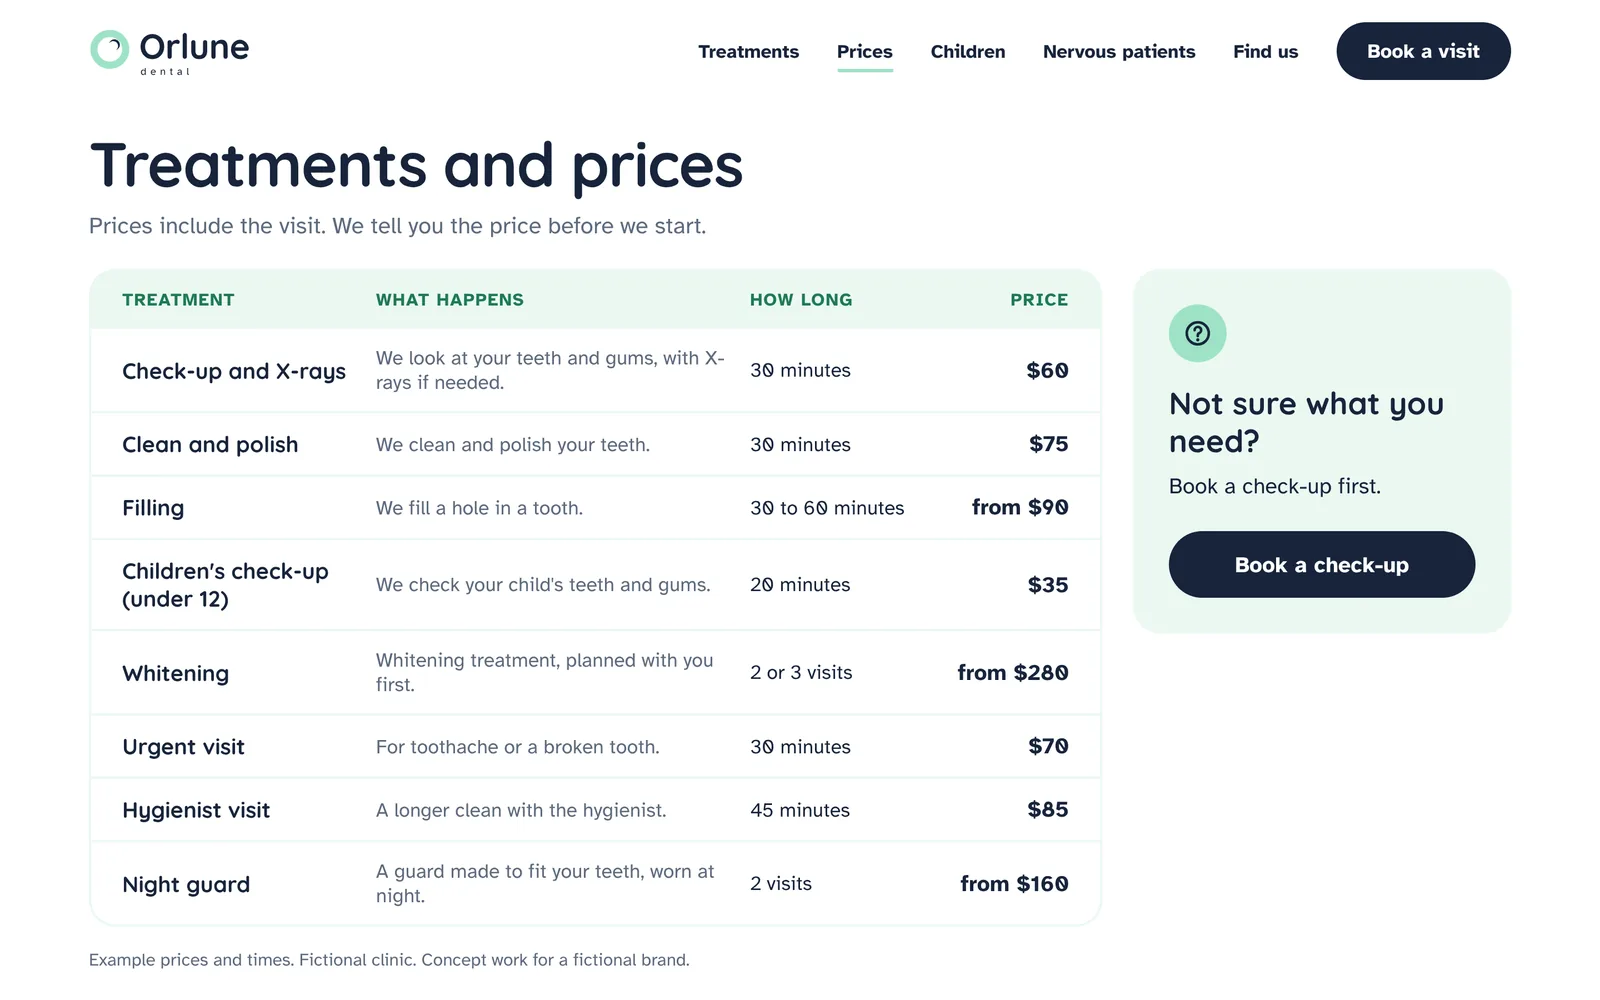 Orlune
dental
Treatments
Prices
Children
Nervous patients
Find us
Book a visit
Treatments and prices
Prices include the visit. We tell you the price before we start.
TREATMENT
WHAT HAPPENS
HOW LONG
PRICE
Check-up and X-rays
We look at your teeth and gums, with X-
rays if needed.
30 minutes
$60
Clean and polish
We clean and polish your teeth.
30 minutes
$75
Filling
We fill a hole in a tooth.
30 to 60 minutes
from $90
Children's check-up
(under 12)
We check your child's teeth and gums.
20 minutes
$35
Whitening
Whitening treatment, planned with you
first.
2 or 3 visits
from $280
Urgent visit
For toothache or a broken tooth.
30 minutes
$70
Hygienist visit
A longer clean with the hygienist.
45 minutes
$85
Night guard
A guard made to fit your teeth, worn at
night.
2 visits
from $160
Not sure what you
need?
Book a check-up first.
Book a check-up
Example prices and times. Fictional clinic. Concept work for a fictional brand.